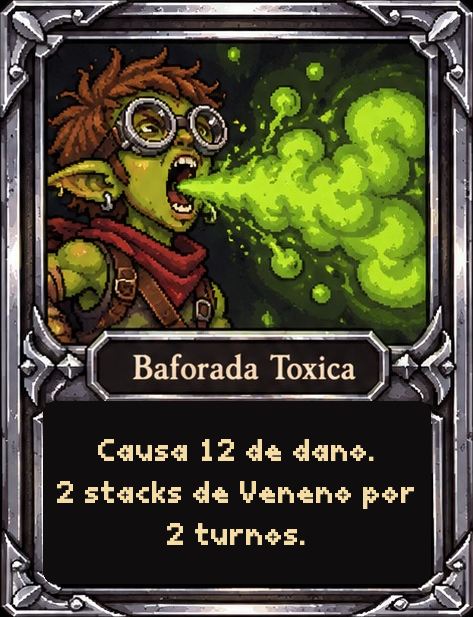 Baforada Toxica
Causa 12 de dano.
2 stacks de Veneno por
2 turnos.